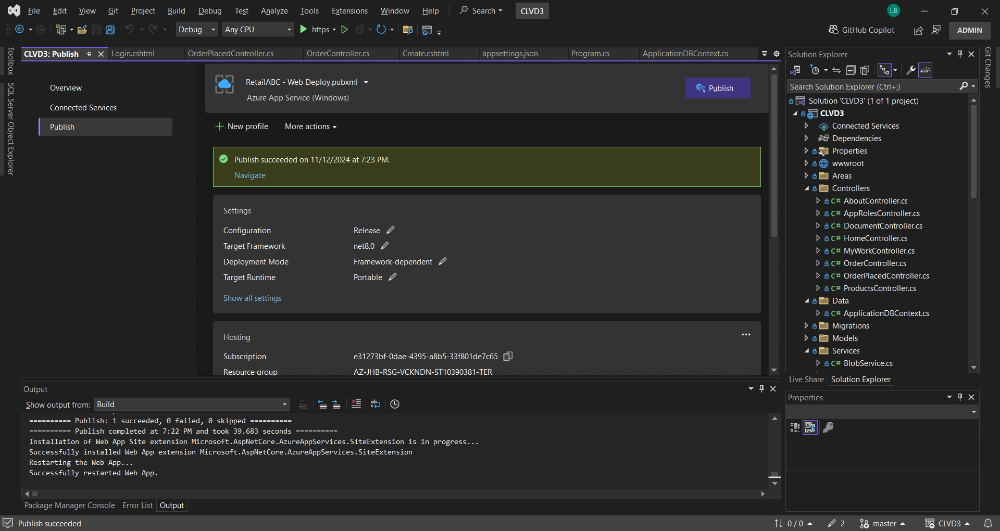 File Edit View Git Project Build Debug Test Analyze Tools Extensions Window Help Search CLVD3 LB
Debug Any CPU https GitHub Copilot ADMIN
Toolbox
SQL Server Object Explorer
CLVD3: Publish Login.cshtml OrderPlacedController.cs OrderController.cs Create.cshtml appsettings.json Program.cs ApplicationDBContext.cs
Overview
Connected Services
Publish
RetailABC - Web Deploy.pubxml
Azure App Service (Windows)
Publish
New profile More actions
Publish succeeded on 11/12/2024 at 7:23 PM.
Navigate
Settings
Configuration Release
Target Framework net8.0
Deployment Mode Framework-dependent
Target Runtime Portable
Show all settings
Hosting
Subscription e31273bf-0dae-4395-a8b5-33f801de7c65
Resource group AZ-JHB-RSG-VCKNDN-ST10390381-TER
Output
Show output from: Build
========== Publish: 1 succeeded, 0 failed, 0 skipped ==========
========== Publish completed at 7:22 PM and took 39.683 seconds ==========
Installation of Web App Site extension Microsoft.AspNetCore.AzureAppServices.SiteExtension is in progress...
Successfully installed Web App extension Microsoft.AspNetCore.AzureAppServices.SiteExtension
Restarting the Web App...
Successfully restarted Web App.
Package Manager Console Error List Output
Solution Explorer
Search Solution Explorer (Ctrl+;)
Solution 'CLVD3' (1 of 1 project)
CLVD3
Connected Services
Dependencies
Properties
wwwroot
Areas
Controllers
C# AboutController.cs
C# AppRolesController.cs
C# DocumentController.cs
C# HomeController.cs
C# MyWorkController.cs
C# OrderController.cs
C# OrderPlacedController.cs
C# ProductsController.cs
Data
C# ApplicationDBContext.cs
Migrations
Models
Services
C# BlobService.cs
Live Share Solution Explorer
Properties
Git Changes
Publish succeeded 0 / 0 2 master CLVD3